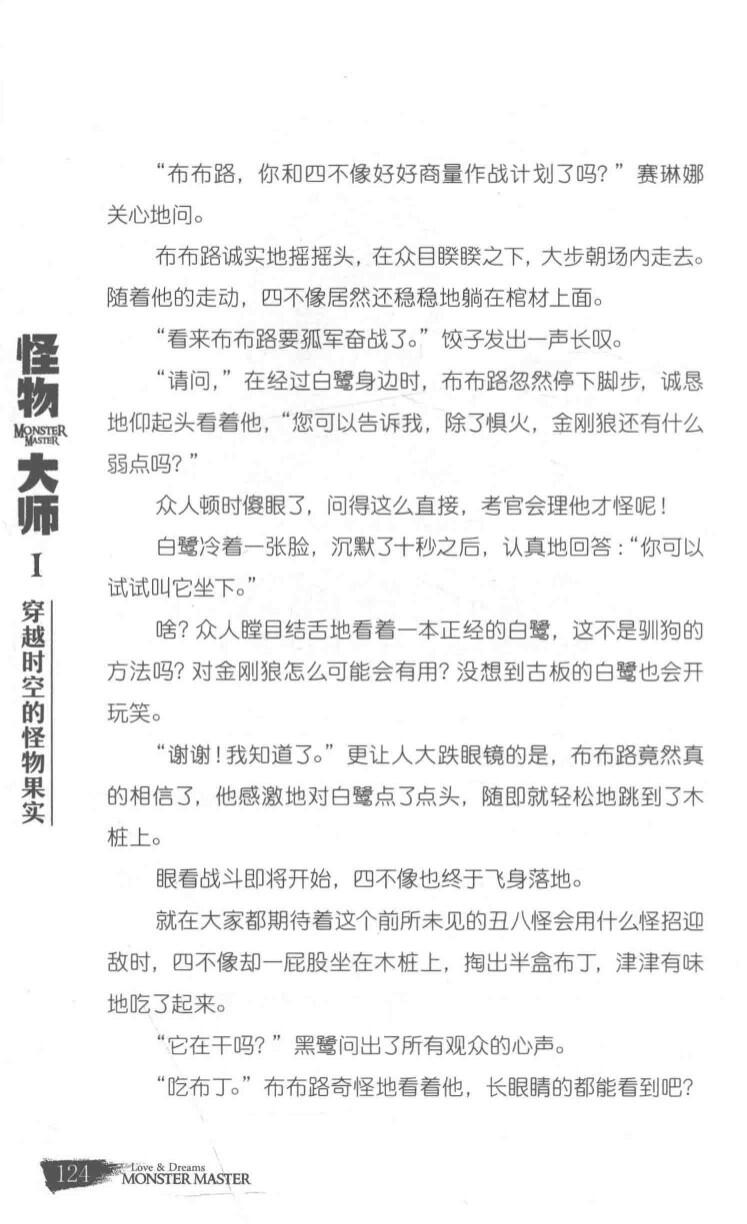 “布布路，你和四不像好好商量作战计划了吗？”赛琳娜
关心地问。
布布路诚实地摇摇头，在众目睽睽之下，大步朝场内走去。
随着他的走动，四不像居然还稳稳地躺在棺材上面。
“看来布布路要孤军奋战了。”饺子发出一声长叹。
“请问，”在经过白鹭身边时，布布路忽然停下脚步，诚恳
地仰起头看着他，“您可以告诉我，除了惧火，金刚狼还有什么
弱点吗？”
众人顿时傻眼了，问得这么直接，考官会理他才怪呢！
白鹭冷着一张脸，沉默了十秒之后，认真地回答：“你可以
试试叫它坐下。”
啥？众人瞠目结舌地看着一本正经的白鹭，这不是驯狗的
方法吗？对金刚狼怎么可能会有用？没想到古板的白鹭也会开
玩笑。
“谢谢！我知道了。”更让人大跌眼镜的是，布布路竟然真
的相信了，他感激地对白鹭点了点头，随即就轻松地跳到了木
桩上。
眼看战斗即将开始，四不像也终于飞身落地。
就在大家都期待着这个前所未见的丑八怪会用什么怪招迎
敌时，四不像却一屁股坐在木桩上，掏出半盒布丁，津津有味
地吃了起来。
“它在干吗？”黑鹭问出了所有观众的心声。
“吃布丁。”布布路奇怪地看着他，长眼睛的都能看到吧？
怪物
MONSTER
MASTER
大师
I
穿越时空的怪物果实
124
Love & Dreams
MONSTER MASTER